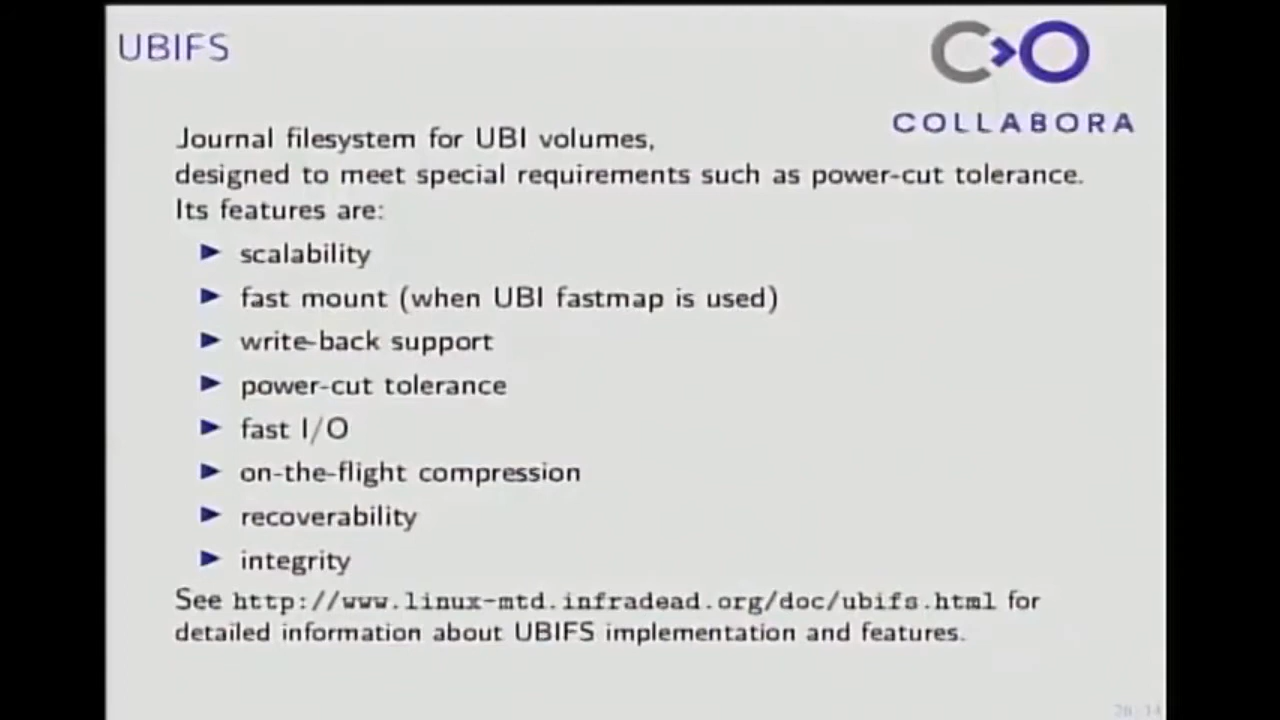 UBIFS
COLLABORA
Journal filesystem for UBI volumes,
designed to meet special requirements such as power-cut tolerance.
Its features are:
scalability
fast mount (when UBI fastmap is used)
write-back support
power-cut tolerance
fast I/O
on-the-flight compression
recoverability
integrity
See http://www.linux-mtd.infradead.org/doc/ubifs.html for
detailed information about UBIFS implementation and features.